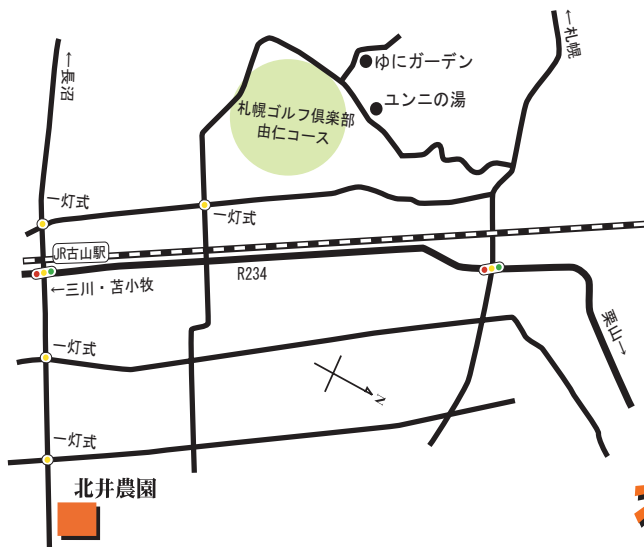 ←札幌
←長沼
ゆにガーデン
ユンニの湯
札幌ゴルフ倶楽部
由仁コース
一灯式
一灯式
JR古山駅
R234
←三川・苫小牧
栗山→
一灯式
N
一灯式
北井農園